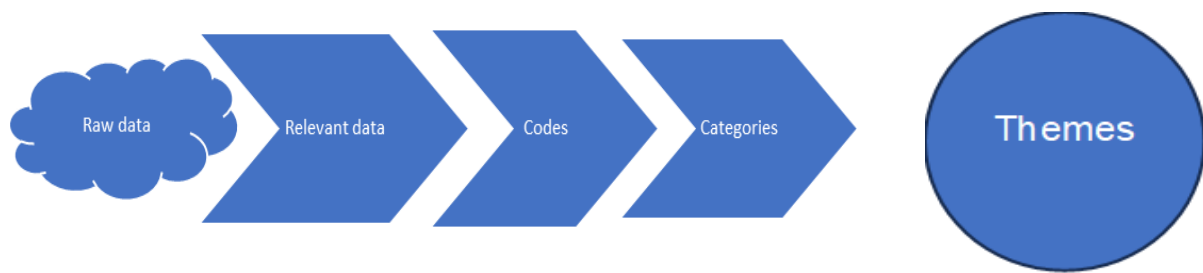 Raw data
Relevant data
Codes
Categories
Themes